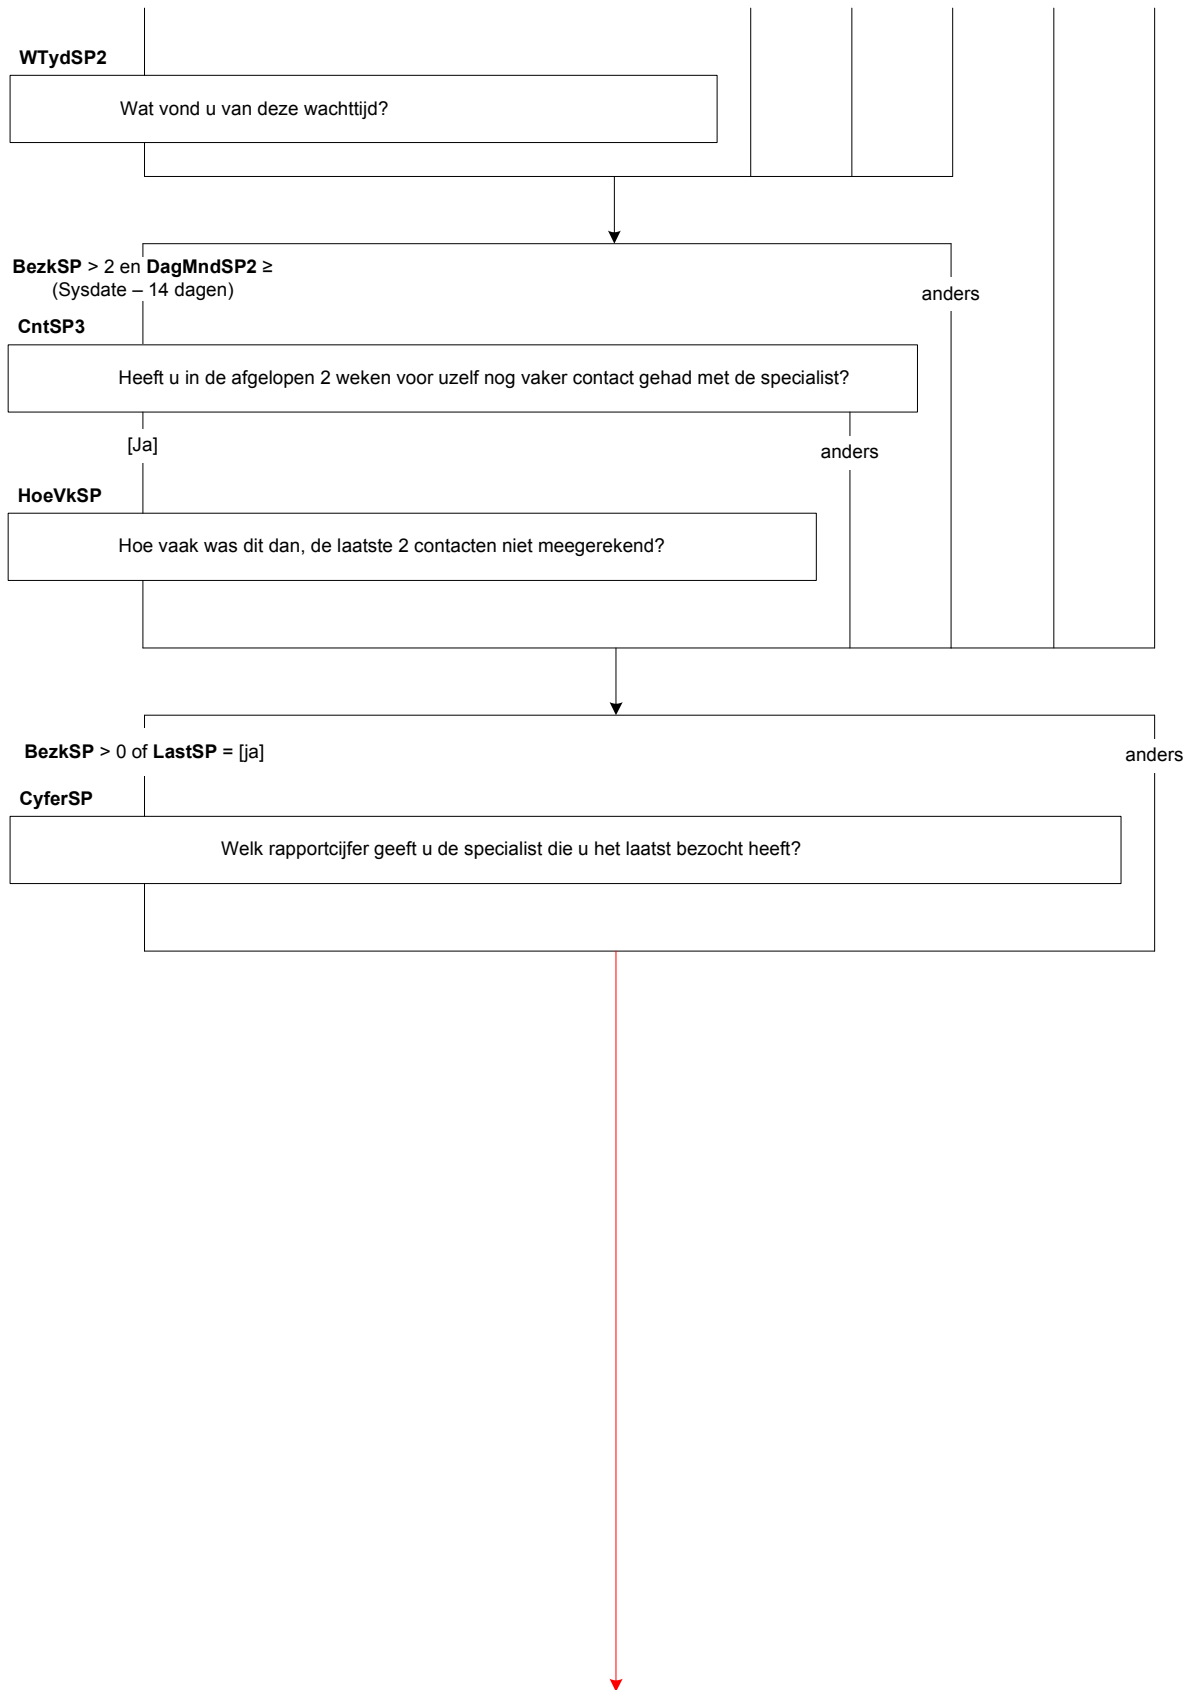 WTydSP2
Wat vond u van deze wachttijd?
BezkSP > 2 en DagMndSP2 ≥
(Sysdate – 14 dagen)
anders
CntSP3
Heeft u in de afgelopen 2 weken voor uzelf nog vaker contact gehad met de specialist?
[Ja]
anders
HoeVkSP
Hoe vaak was dit dan, de laatste 2 contacten niet meegerekend?
BezkSP > 0 of LastSP = [ja]
anders
CyferSP
Welk rapportcijfer geeft u de specialist die u het laatst bezocht heeft?